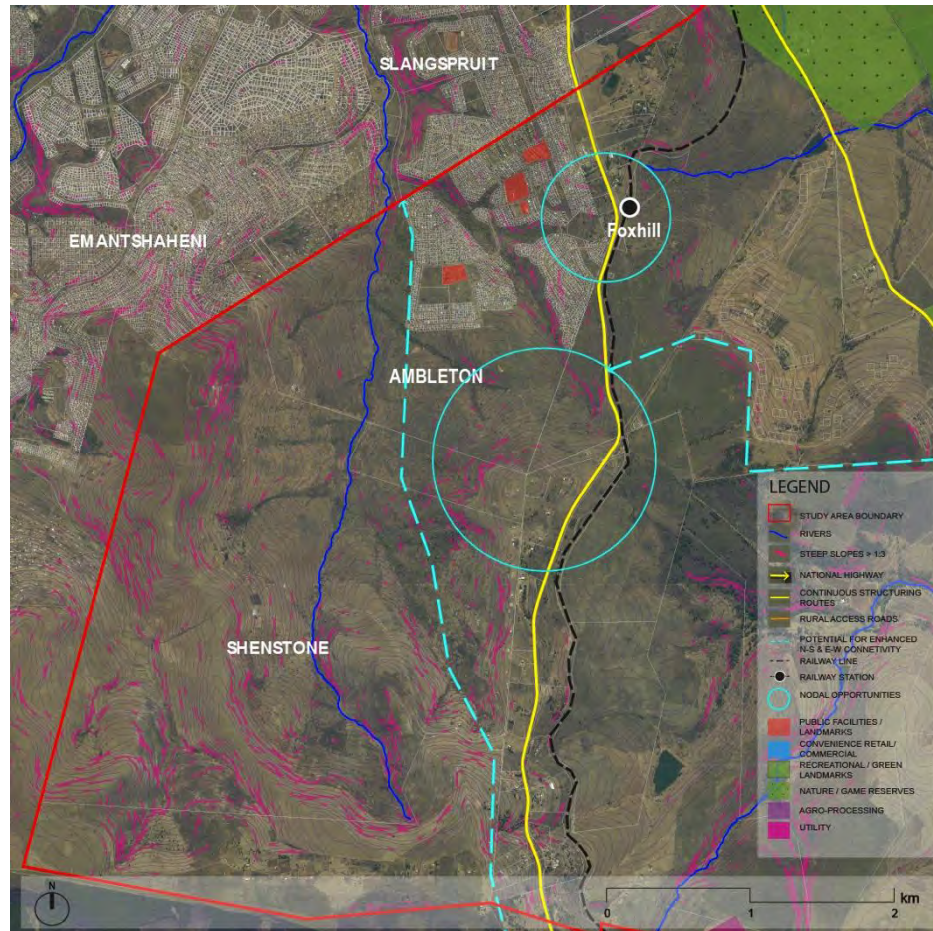 SLANGSPRUIT
Foxhill
EMANTSHAHENI
AMBLETON
SHENSTONE
LEGEND
STUDY AREA BOUNDARY
RIVERS
STEEP SLOPES > 1:3
NATIONAL HIGHWAY
CONTINUOUS STRUCTURING
ROUTES
RURAL ACCESS ROADS
POTENTIAL FOR ENHANCED
N-S & E-W CONNETIVITY
RAILWAY LINE
RAILWAY STATION
NODAL OPPORTUNITIES
PUBLIC FACILITIES /
LANDMARKS
CONVENIENCE RETAIL/
COMMERCIAL
RECREATIONAL / GREEN
LANDMARKS
NATURE / GAME RESERVES
AGRO-PROCESSING
UTILITY
N
km
0 1 2